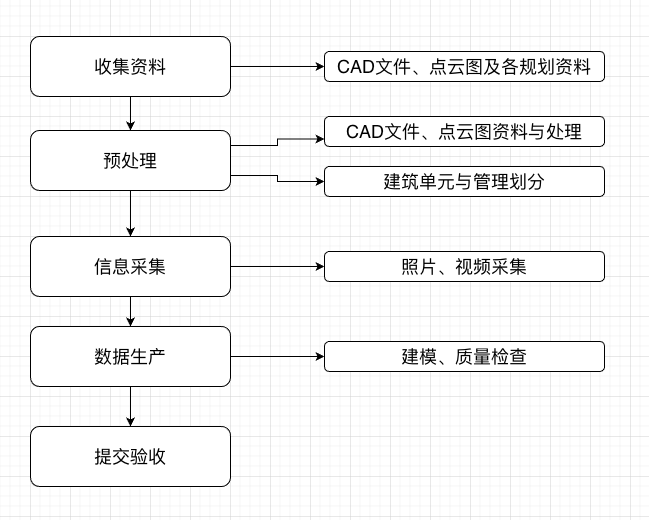 收集资料
CAD文件、点云图及各规划资料
预处理
CAD文件、点云图资料与处理
建筑单元与管理划分
信息采集
照片、视频采集
数据生产
建模、质量检查
提交验收